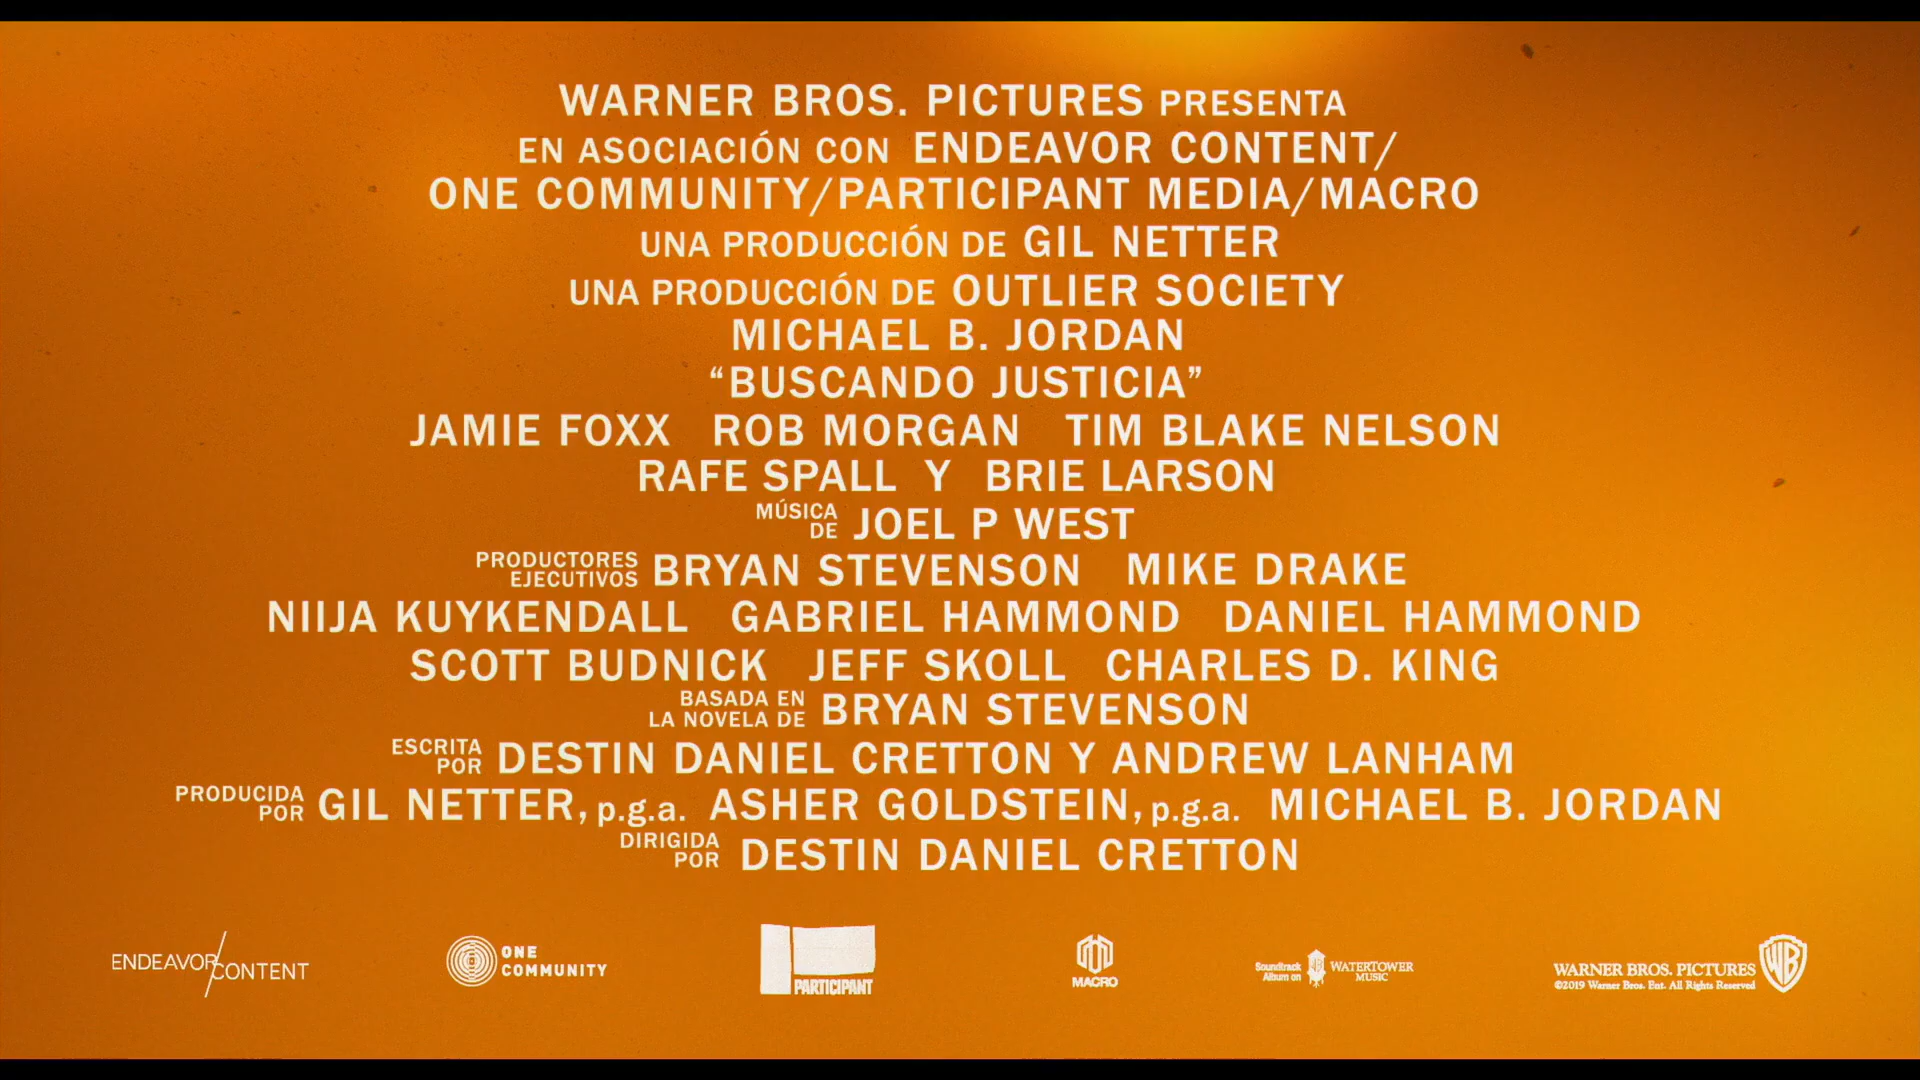 WARNER BROS. PICTURES PRESENTA
EN ASOCIACIÓN CON ENDEAVOR CONTENT/
ONE COMMUNITY/PARTICIPANT MEDIA/MACRO
UNA PRODUCCIÓN DE GIL NETTER
UNA PRODUCCIÓN DE OUTLIER SOCIETY
MICHAEL B. JORDAN
“BUSCANDO JUSTICIA”
JAMIE FOXX ROB MORGAN TIM BLAKE NELSON
RAFE SPALL Y BRIE LARSON
MÚSICA DE JOEL P WEST
PRODUCTORES EJECUTIVOS BRYAN STEVENSON MIKE DRAKE
NIIJA KUYKENDALL GABRIEL HAMMOND DANIEL HAMMOND
SCOTT BUDNICK JEFF SKOLL CHARLES D. KING
BASADA EN LA NOVELA DE BRYAN STEVENSON
ESCRITA POR DESTIN DANIEL CRETTON Y ANDREW LANHAM
PRODUCIDA POR GIL NETTER, p.g.a. ASHER GOLDSTEIN, p.g.a. MICHAEL B. JORDAN
DIRIGIDA POR DESTIN DANIEL CRETTON
ENDEAVOR/CONTENT
ONE COMMUNITY
PARTICIPANT
MACRO
Soundtrack Album on WATERTOWER MUSIC
WARNER BROS. PICTURES WB
©2019 Warner Bros. Ent. All Rights Reserved